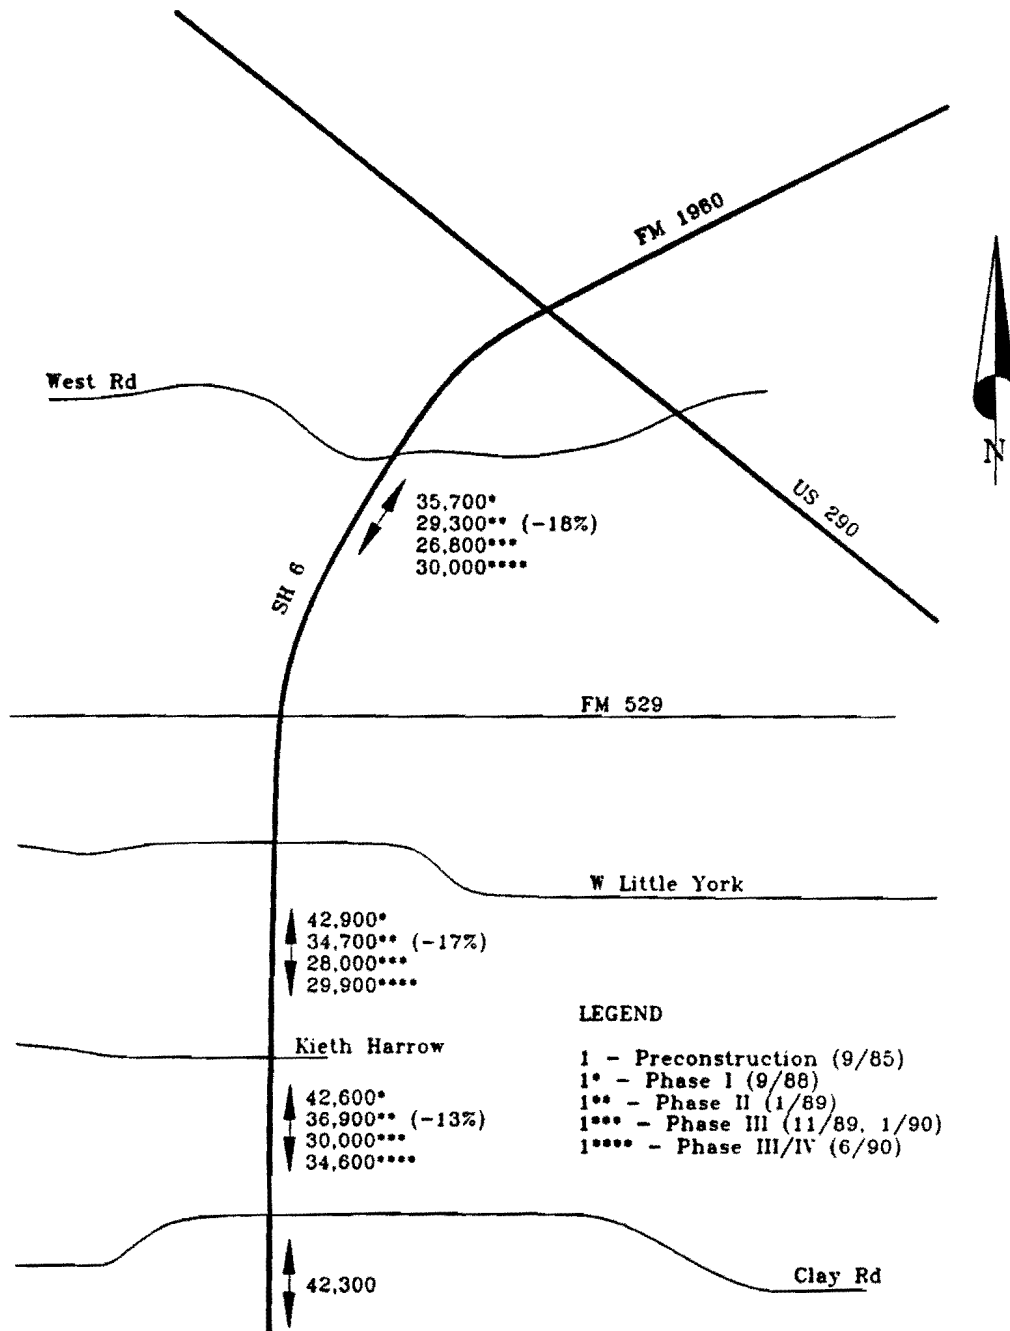 FM 1960
West Rd
N
35,700*
29,300** (-18%)
26,800***
30,000****
US 290
SH 6
FM 529
W Little York
42,900*
34,700** (-17%)
28,000***
29,900****
Kieth Harrow
42,600*
36,900** (-13%)
30,000***
34,600****
LEGEND
1 - Preconstruction (9/85)
1* - Phase I (9/88)
1** - Phase II (1/89)
1*** - Phase III (11/89, 1/90)
1**** - Phase III/IV (6/90)
42,300
Clay Rd